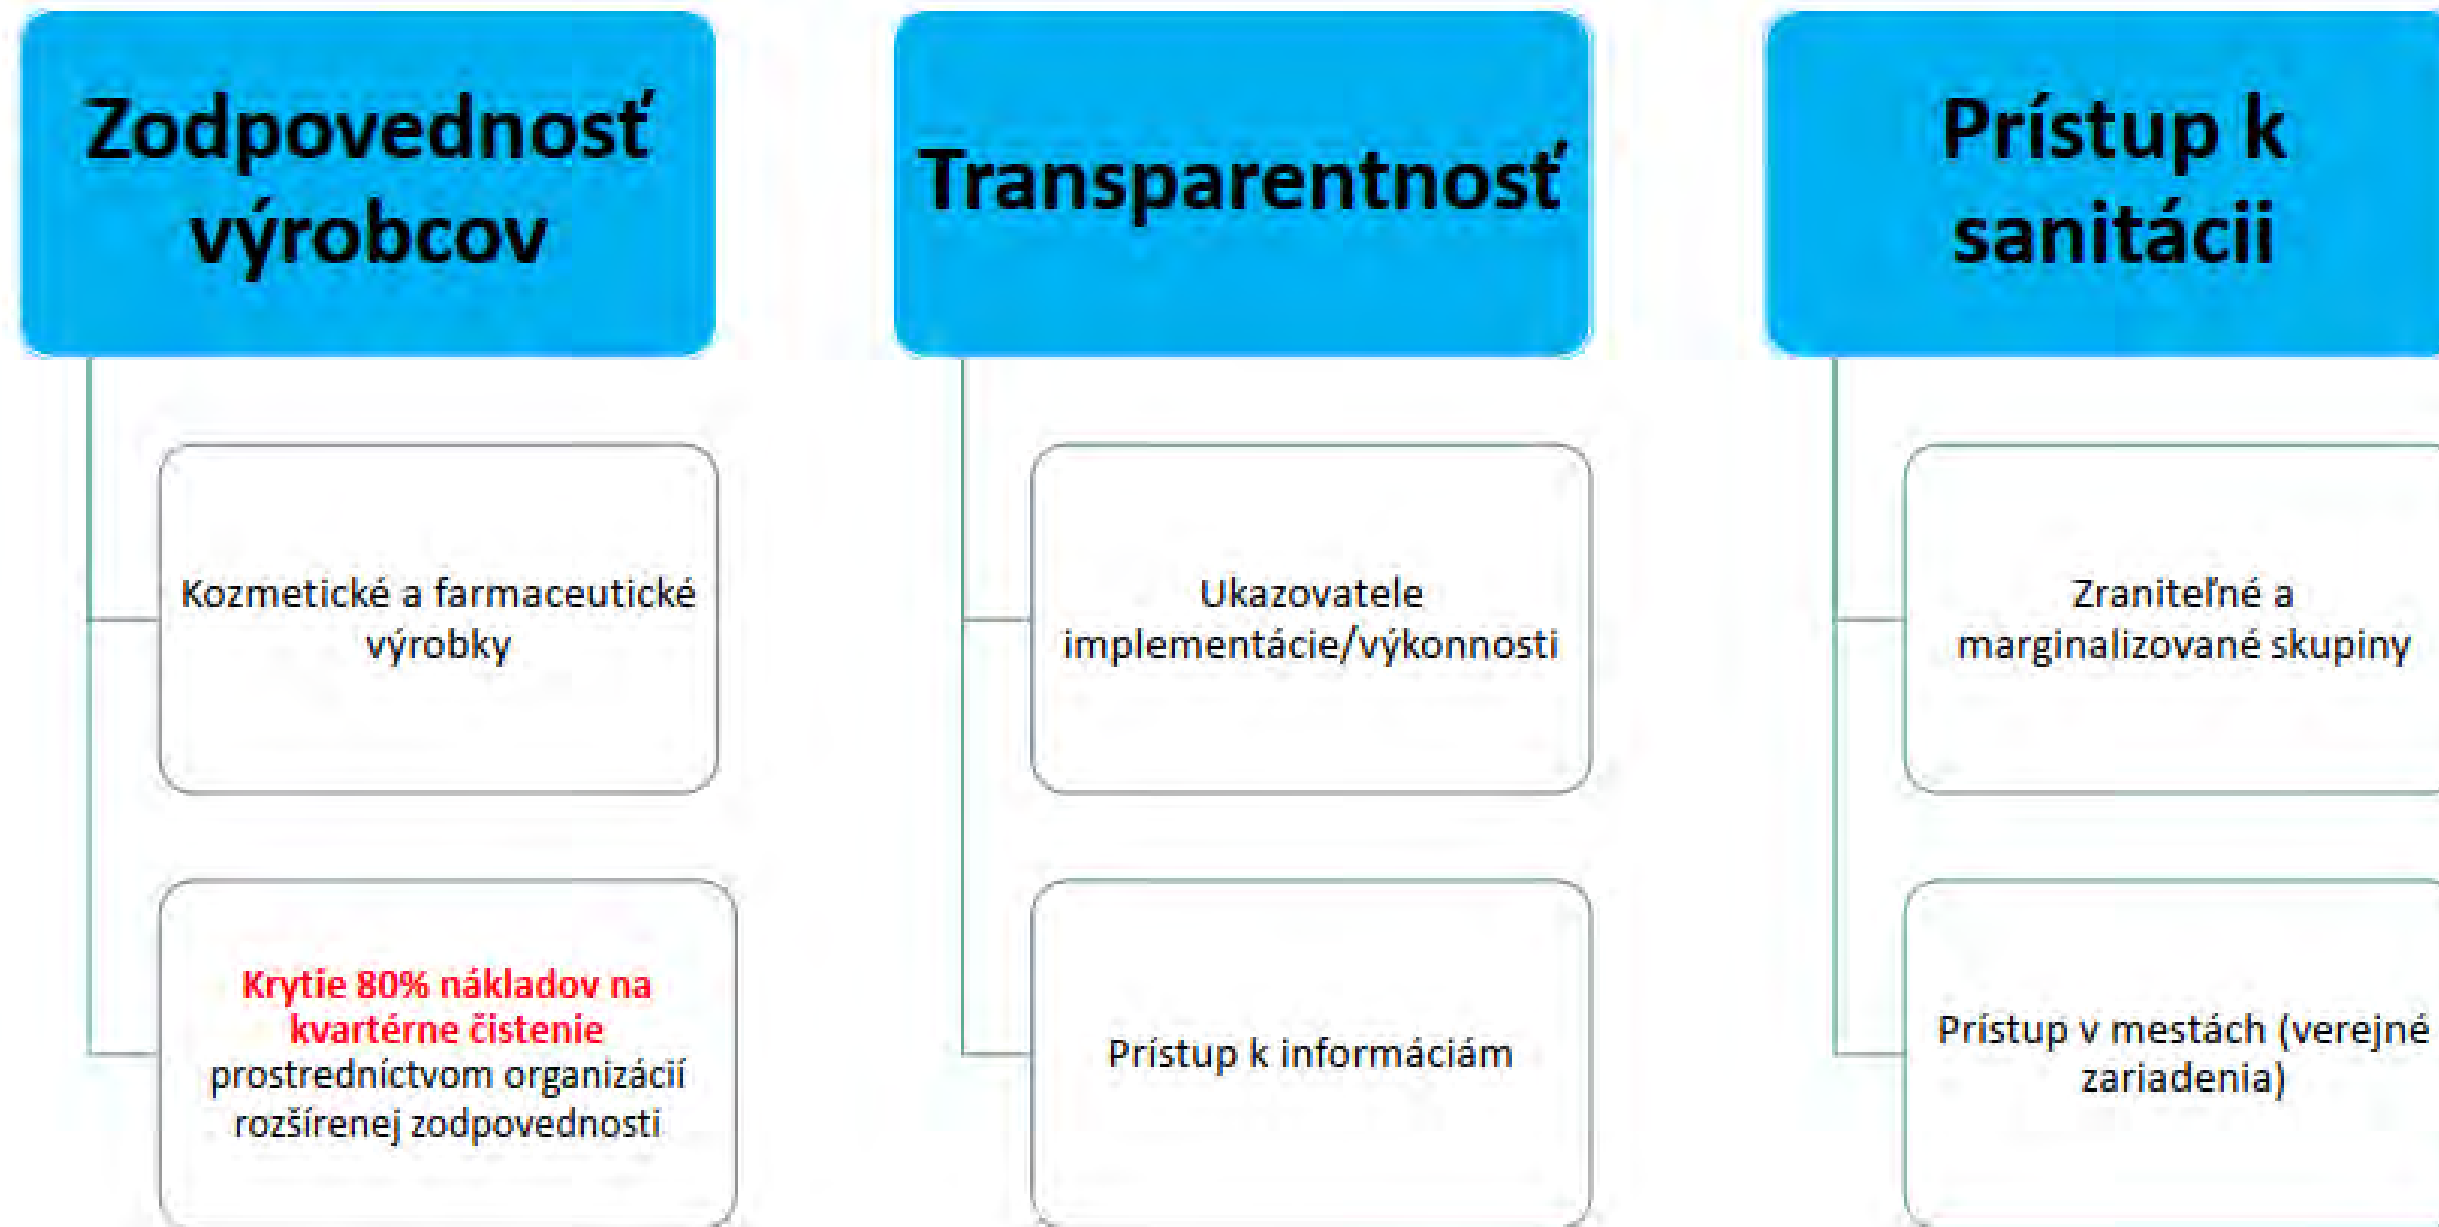 Zodpovednosť
výrobcov
Kozmetické a farmaceutické
výrobky
Krytie 80% nákladov na
kvartérne čistenie
prostredníctvom organizácií
rozšírenej zodpovednosti
Transparentnosť
Ukazovatele
implementácie/výkonnosti
Prístup k informáciám
Prístup k
sanitácii
Zraniteľné a
marginalizované skupiny
Prístup v mestách (verejné
zariadenia)